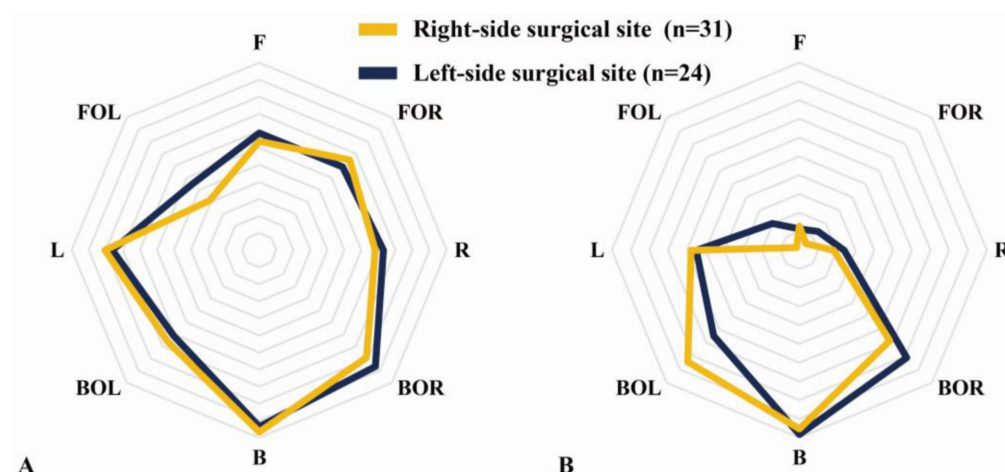 Right-side surgical site (n=31)
Left-side surgical site (n=24)
F
FOR
R
BOR
B
BOL
L
FOL
A
F
FOR
R
BOR
B
BOL
L
FOL
B